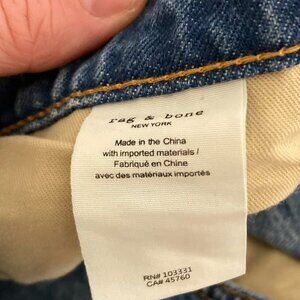 rag & bone
NEW YORK
Made in the China
with imported materials /
Fabriqué en Chine
avec des matériaux importés
RN# 103331
CA# 45760